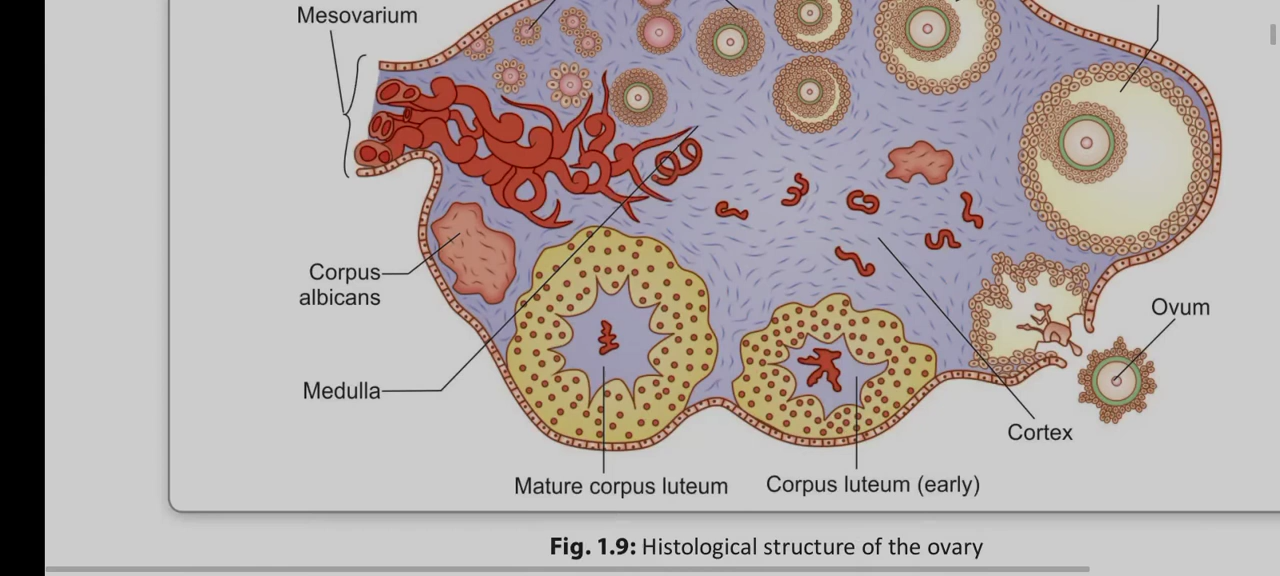 Mesovarium
Corpus
albicans
Ovum
Medulla
Cortex
Mature corpus luteum
Corpus luteum (early)
Fig. 1.9: Histological structure of the ovary